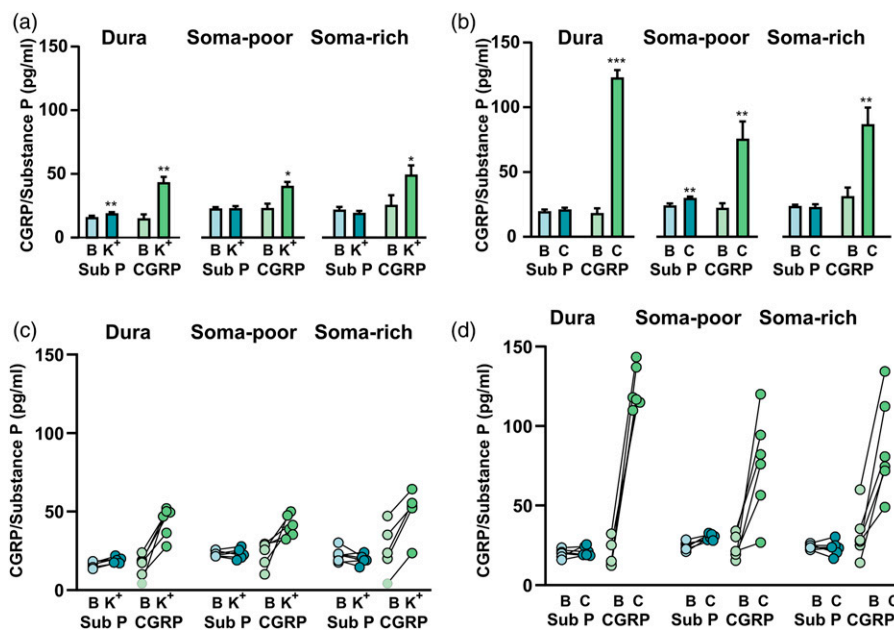 (a)
Dura Soma-poor Soma-rich
CGRP/Substance P (pg/ml)
150
100
50
0
** ** * *
B K⁺ B K⁺ B K⁺ B K⁺ B K⁺ B K⁺
Sub P CGRP Sub P CGRP Sub P CGRP
(b)
Dura Soma-poor Soma-rich
CGRP/Substance P (pg/ml)
150
100
50
0
*** ** ** **
B C B C B C B C B C B C
Sub P CGRP Sub P CGRP Sub P CGRP
(c)
Dura Soma-poor Soma-rich
CGRP/Substance P (pg/ml)
150
100
50
0
B K⁺ B K⁺ B K⁺ B K⁺ B K⁺ B K⁺
Sub P CGRP Sub P CGRP Sub P CGRP
(d)
Dura Soma-poor Soma-rich
CGRP/Substance P (pg/ml)
150
100
50
0
B C B C B C B C B C B C
Sub P CGRP Sub P CGRP Sub P CGRP